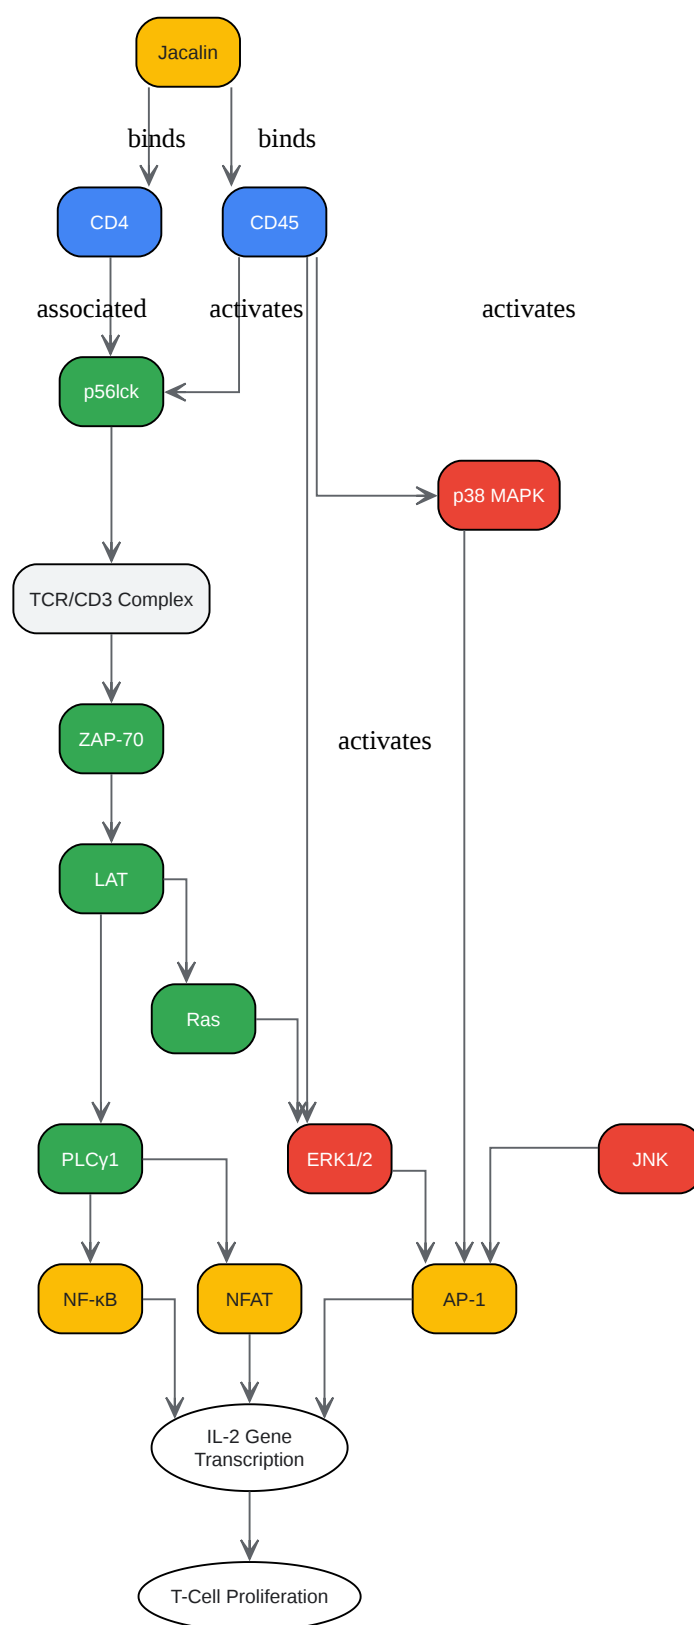 Jacalin
binds
binds
CD4
CD45
associated
activates
activates
p56lck
p38 MAPK
TCR/CD3 Complex
ZAP-70
activates
LAT
Ras
PLCγ1
ERK1/2
JNK
NF-κB
NFAT
AP-1
IL-2 Gene
Transcription
T-Cell Proliferation